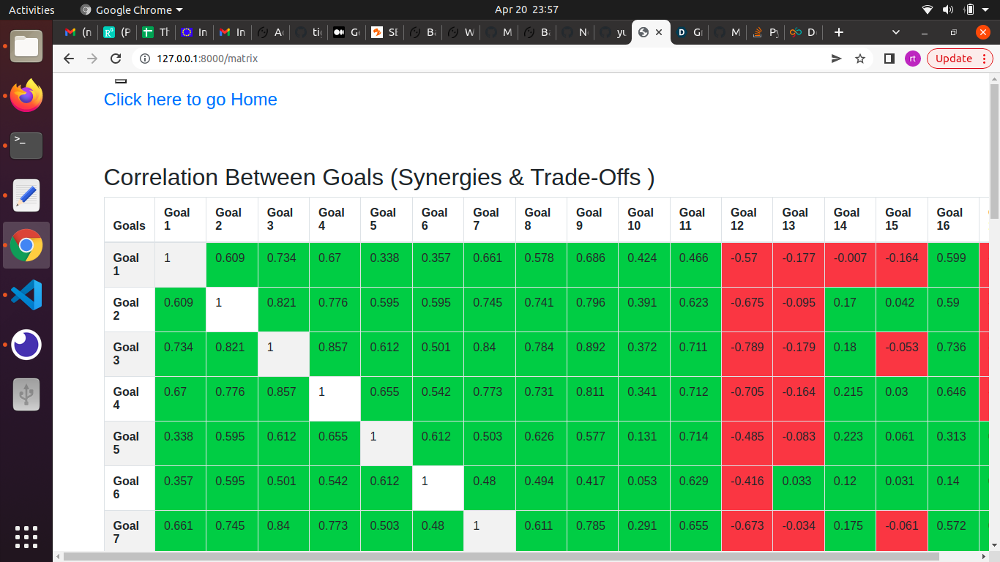 Activities Google Chrome Apr 20 23:57
127.0.0.1:8000/matrix rt Update
Click here to go Home
Correlation Between Goals (Synergies & Trade-Offs )
Goals Goal 1 Goal 2 Goal 3 Goal 4 Goal 5 Goal 6 Goal 7 Goal 8 Goal 9 Goal 10 Goal 11 Goal 12 Goal 13 Goal 14 Goal 15 Goal 16
Goal 1 1 0.609 0.734 0.67 0.338 0.357 0.661 0.578 0.686 0.424 0.466 -0.57 -0.177 -0.007 -0.164 0.599
Goal 2 0.609 1 0.821 0.776 0.595 0.595 0.745 0.741 0.796 0.391 0.623 -0.675 -0.095 0.17 0.042 0.59
Goal 3 0.734 0.821 1 0.857 0.612 0.501 0.84 0.784 0.892 0.372 0.711 -0.789 -0.179 0.18 -0.053 0.736
Goal 4 0.67 0.776 0.857 1 0.655 0.542 0.773 0.731 0.811 0.341 0.712 -0.705 -0.164 0.215 0.03 0.646
Goal 5 0.338 0.595 0.612 0.655 1 0.612 0.503 0.626 0.577 0.131 0.714 -0.485 -0.083 0.223 0.061 0.313
Goal 6 0.357 0.595 0.501 0.542 0.612 1 0.48 0.494 0.417 0.053 0.629 -0.416 0.033 0.12 0.031 0.14
Goal 7 0.661 0.745 0.84 0.773 0.503 0.48 1 0.611 0.785 0.291 0.655 -0.673 -0.034 0.175 -0.061 0.572